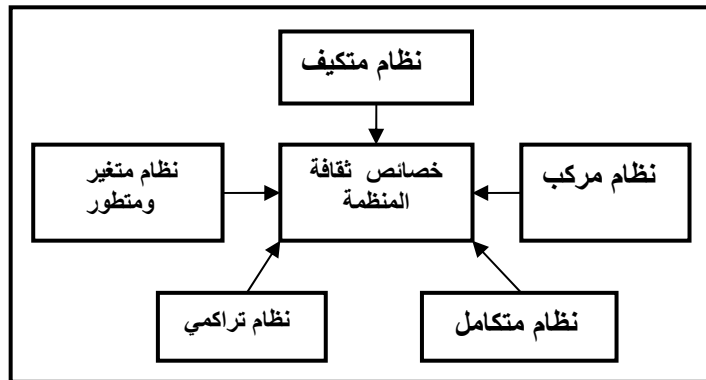 نظام متكيف
نظام مركب
خصائص ثقافة
المنظمة
نظام متغير
ومتطور
نظام متكامل
نظام تراكمي